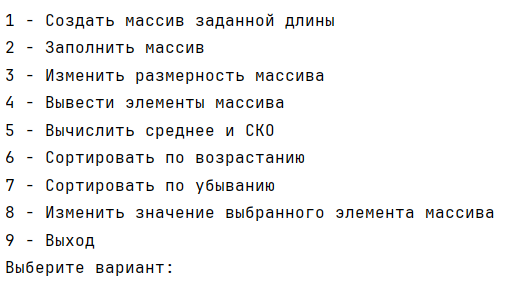 1 - Создать массив заданной длины
2 - Заполнить массив
3 - Изменить размерность массива
4 - Вывести элементы массива
5 - Вычислить среднее и СКО
6 - Сортировать по возрастанию
7 - Сортировать по убыванию
8 - Изменить значение выбранного элемента массива
9 - Выход
Выберите вариант: